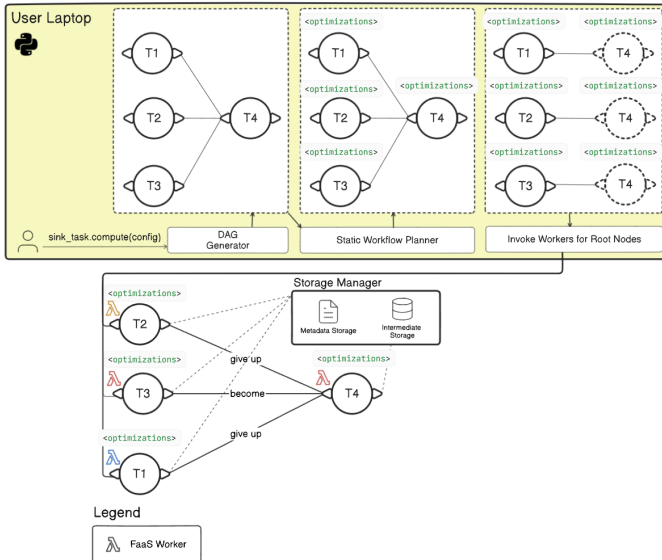 User Laptop
T1
T2
T3
T4
<optimizations>
T1
<optimizations>
T2
<optimizations>
T3
<optimizations>
T4
<optimizations>
<optimizations>
T1
T4
<optimizations>
<optimizations>
T2
T4
<optimizations>
<optimizations>
T3
T4
sink_task.compute(config)
DAG
Generator
Static Workflow Planner
Invoke Workers for Root Nodes
Storage Manager
Metadata Storage
Intermediate
Storage
<optimizations>
T2
give up
<optimizations>
T3
become
<optimizations>
T4
<optimizations>
T1
give up
Legend
FaaS Worker